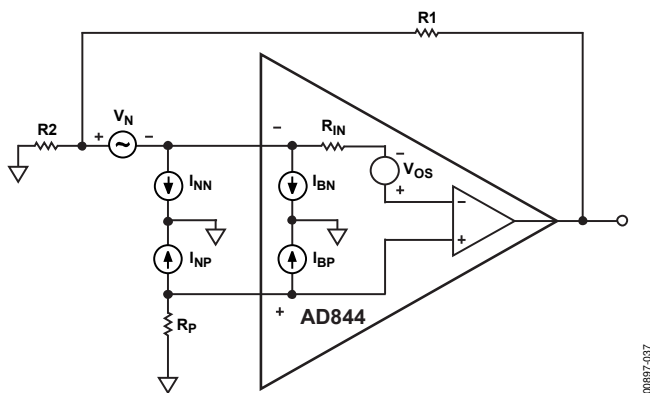 R1
V_N
R2
+
−
−
R_IN
−
V_OS
+
I_NN
I_BN
−
+
I_NP
I_BP
+
AD844
R_P
00897-037